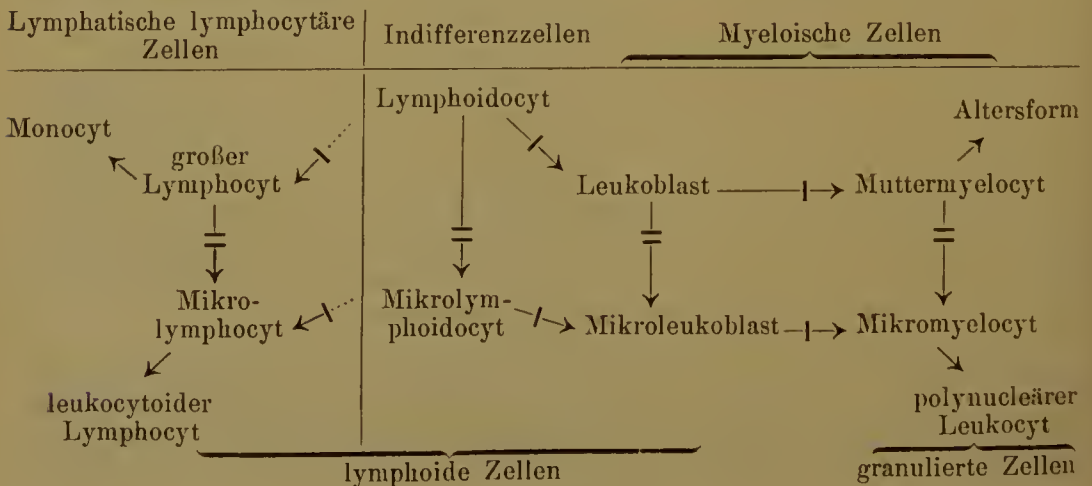 Lymphatische lymphocytäre
Zellen
Indifferenzzellen
Myeloische Zellen
Lymphoidocyt
Altersform
Monocyt
großer
Lymphocyt
Leukoblast
Muttermyelocyt
Mikro-
lymphocyt
Mikrolym-
phoidocyt
Mikroleukoblast
Mikromyelocyt
leukocytoider
Lymphocyt
polynucleärer
Leukocyt
lymphoide Zellen
granulierte Zellen